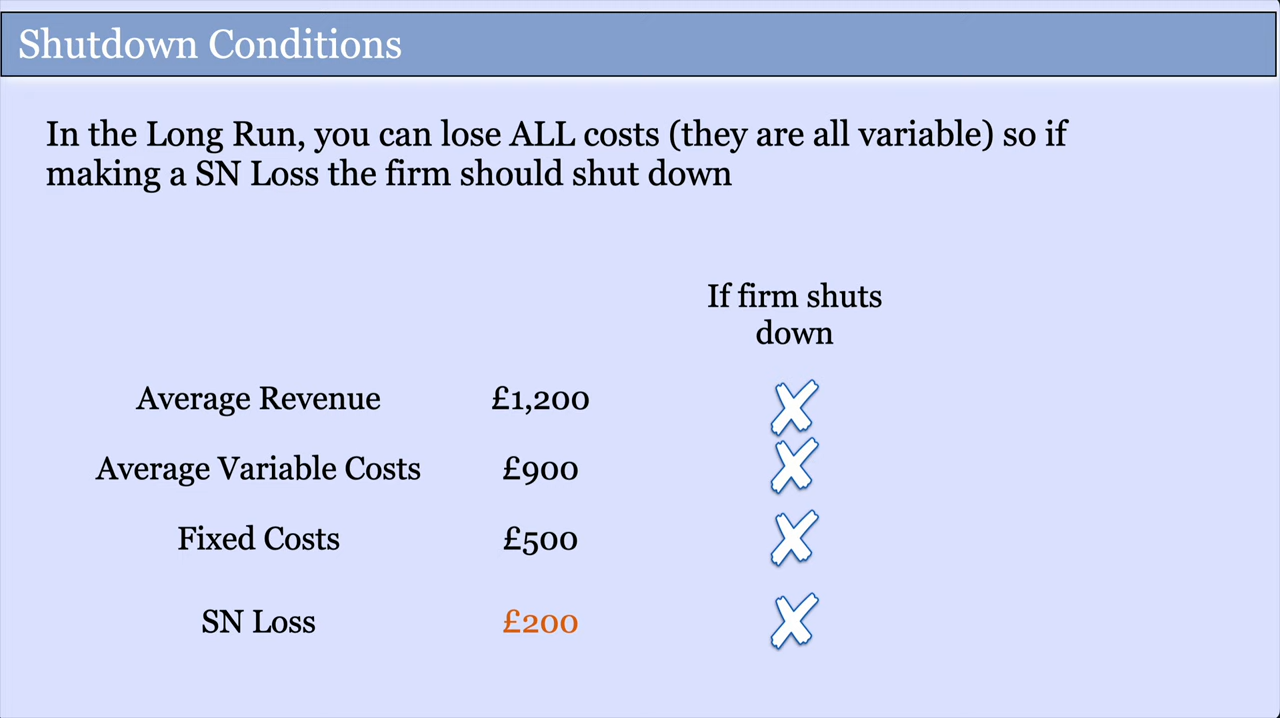 Shutdown Conditions
In the Long Run, you can lose ALL costs (they are all variable) so if
making a SN Loss the firm should shut down
If firm shuts
down
Average Revenue £1,200
Average Variable Costs £900
Fixed Costs £500
SN Loss £200